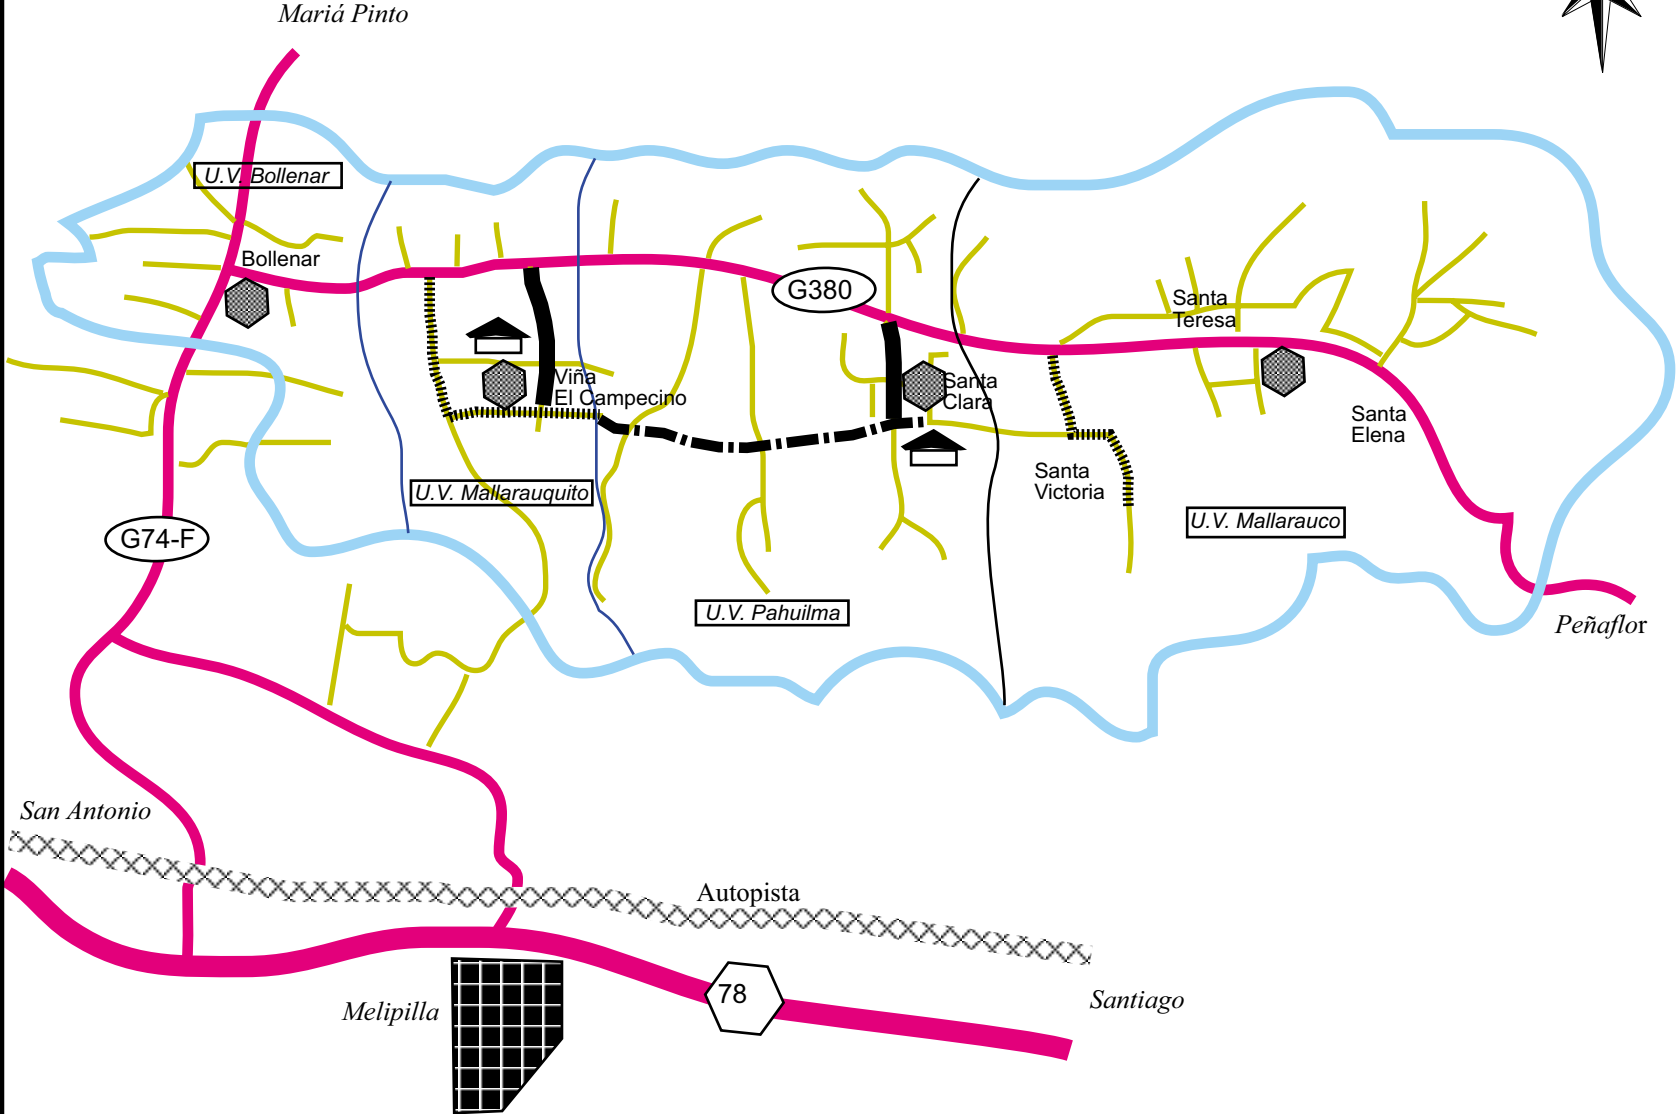 Mariá Pinto
U.V. Bollenar
Bollenar
G380
Santa
Teresa
Viña
El Campecino
Santa
Clara
Santa
Elena
Santa
Victoria
U.V. Mallarauquito
U.V. Mallarauco
G74-F
U.V. Pahuilma
Peñaflor
San Antonio
Autopista
78
Melipilla
Santiago